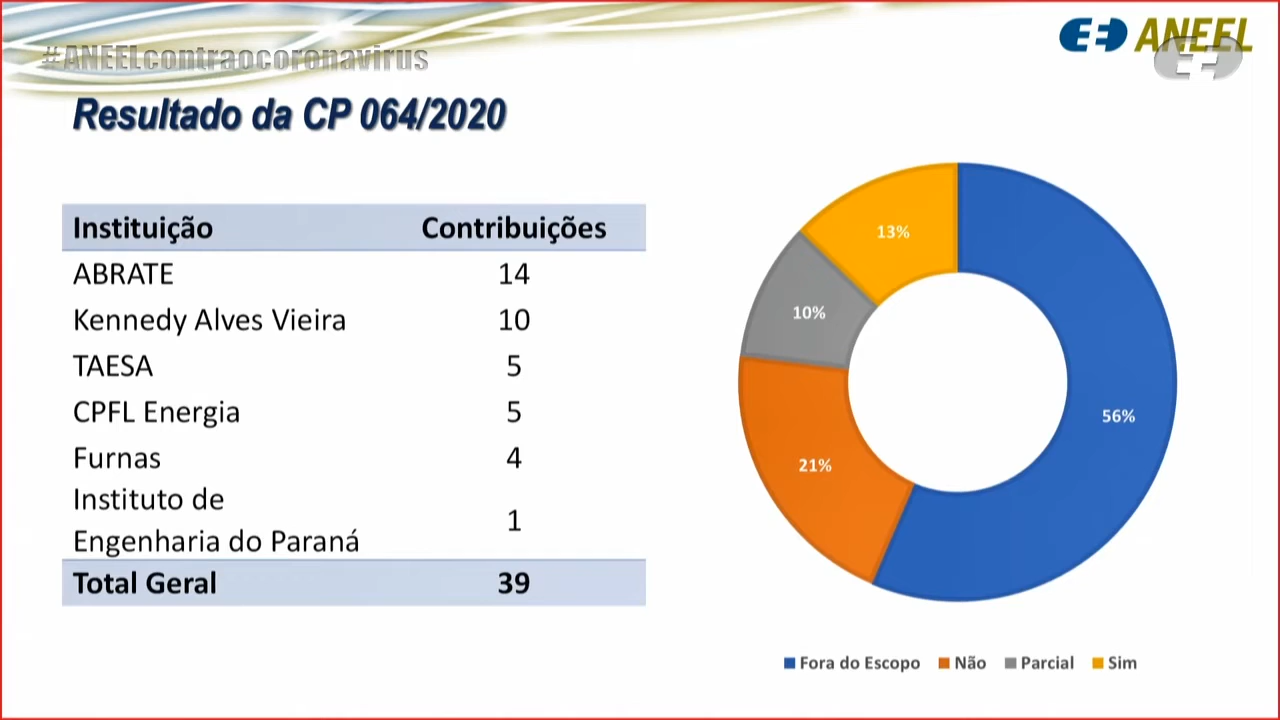 #ANEELcontraocoronavirus
ANEEL
Resultado da CP 064/2020
Instituição Contribuições
ABRATE 14
Kennedy Alves Vieira 10
TAESA 5
CPFL Energia 5
Furnas 4
Instituto de
Engenharia do Paraná 1
Total Geral 39
13%
10%
56%
21%
Fora do Escopo Não Parcial Sim